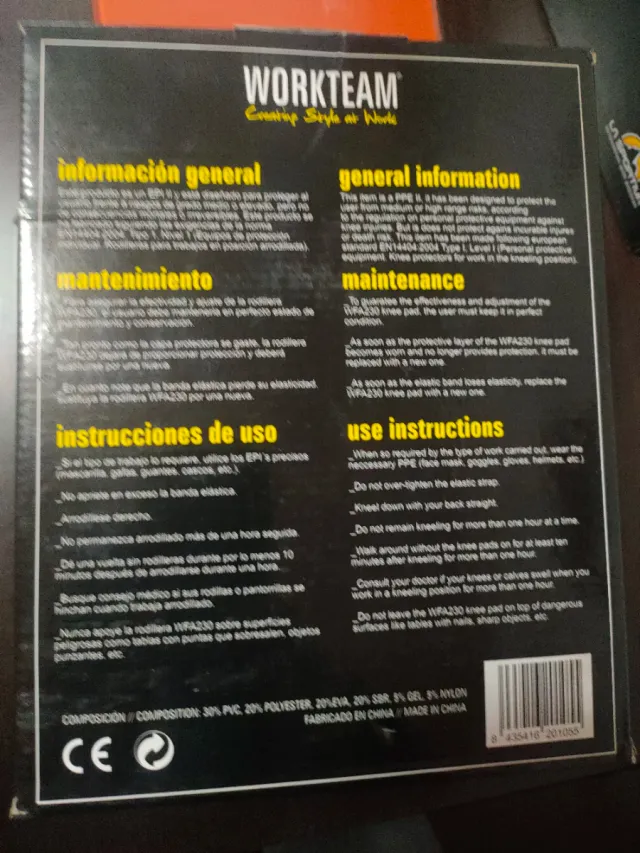 WORKTEAM
Creating Style at Work
información general
Este producto es un EPI II y está diseñado para proteger al
general information
This item is a PPE II. It has been designed to protect the
user from medium or high range risks, according
to the regulation on personal protective equipment against
knee injuries. But is does not protect against incurable injuries
or death risk. This item has been made following european
standard EN14404:2004 Type I; Level I (Personal protective
equipment. Knee protectors for work in the kneeling position).
mantenimiento
_Para asegurar la efectividad y ajuste de la rodillera
WFA230 el usuario debe mantenerla en perfecto estado de
mantenimiento y conservación.
_Tan pronto como la capa protectora se gaste, la rodillera
WFA230 dejará de proporcionar protección y deberá
sustituirla por una nueva.
_En cuanto note que la banda elástica pierde su elasticidad,
sustituya la rodillera WFA230 por una nueva.
maintenance
_To guarantee the effectiveness and adjustment of the
WFA230 knee pad, the user must keep it in perfect
condition.
_As soon as the protective layer of the WFA230 knee pad
becomes worn and no longer provides protection, it must be
replaced with a new one.
_As soon as the elastic band loses elasticity, replace the
WFA230 knee pad with a new one.
instrucciones de uso
_Si el tipo de trabajo lo requiere, utilice los EPI´s precisos
(mascarilla, gafas, guantes, cascos, etc.)
_No apriete en exceso la banda elástica.
_Arrodíllese derecho.
_No permanezca arrodillado más de una hora seguida.
_Dé una vuelta sin rodilleras durante por lo menos 10
minutos después de arrodillarse durante una hora.
_Busque consejo médico si sus rodillas o pantorrillas se
hinchan cuando trabaja arrodillado.
_Nunca apoye la rodillera WFA230 sobre superficies
peligrosas como tablas con puntas que sobresalen, objetos
punzantes, etc.
use instructions
_When so required by the type of work carried out, wear the
neccessary PPE (face mask, goggles, gloves, helmets, etc.)
_Do not over-tighten the elastic strap.
_Kneel down with your back straight.
_Do not remain kneeling for more than one hour at a time.
_Walk around without the knee pads on for at least ten
minutes after kneeling for more than one hour.
_Consult your doctor if your knees or calves swell when you
work in a kneeling position for more than one hour.
_Do not leave the WFA230 knee pad on top of dangerous
surfaces like tables with nails, sharp objects, etc.
COMPOSICIÓN // COMPOSITION: 30% PVC, 20% POLYESTER, 20%EVA, 20% SBR, 5% GEL, 5% NYLON
FABRICADO EN CHINA // MADE IN CHINA
CE
8 435416 201055